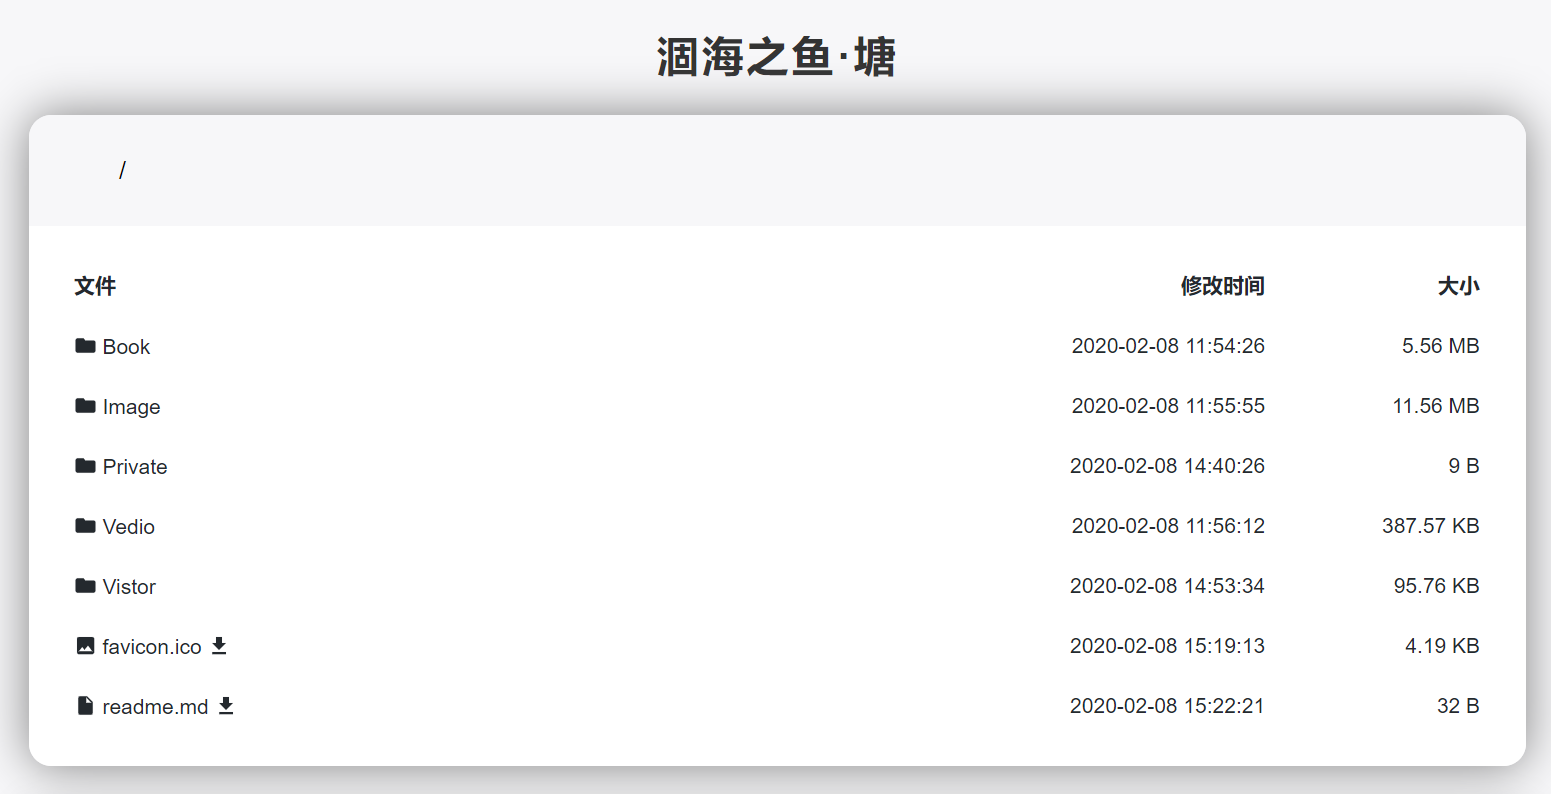 涸海之鱼·塘
/
文件 修改时间 大小
Book 2020-02-08 11:54:26 5.56 MB
Image 2020-02-08 11:55:55 11.56 MB
Private 2020-02-08 14:40:26 9 B
Vedio 2020-02-08 11:56:12 387.57 KB
Vistor 2020-02-08 14:53:34 95.76 KB
favicon.ico 2020-02-08 15:19:13 4.19 KB
readme.md 2020-02-08 15:22:21 32 B